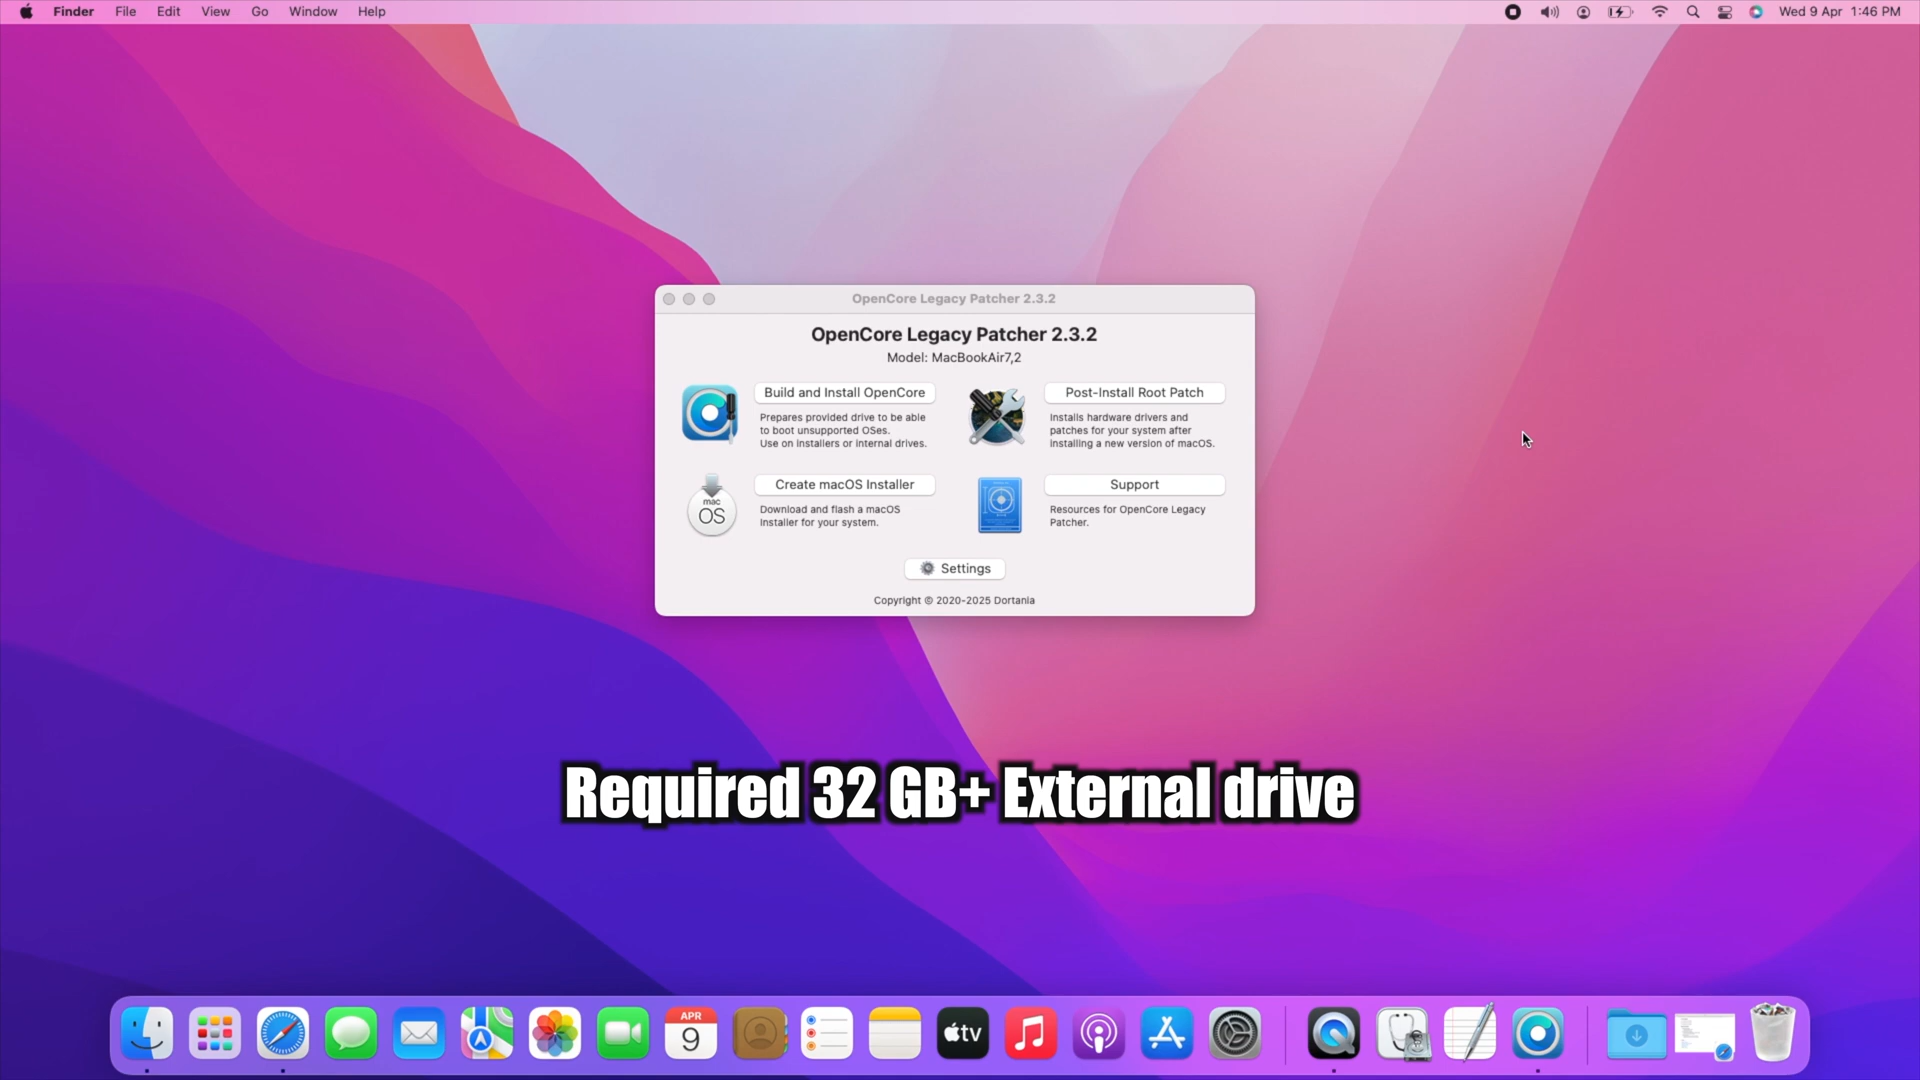 Finder File Edit View Go Window Help
Wed 9 Apr 1:46 PM
OpenCore Legacy Patcher 2.3.2
OpenCore Legacy Patcher 2.3.2
Model: MacBookAir7,2
Build and Install OpenCore
Prepares provided drive to be able
to boot unsupported OSes.
Use on installers or internal drives.
Post-Install Root Patch
Installs hardware drivers and
patches for your system after
installing a new version of macOS.
mac
OS
Create macOS Installer
Download and flash a macOS
Installer for your system.
Support
Resources for OpenCore Legacy
Patcher.
Settings
Copyright © 2020-2025 Dortania
Required 32 GB+ External drive
APR
9
tv